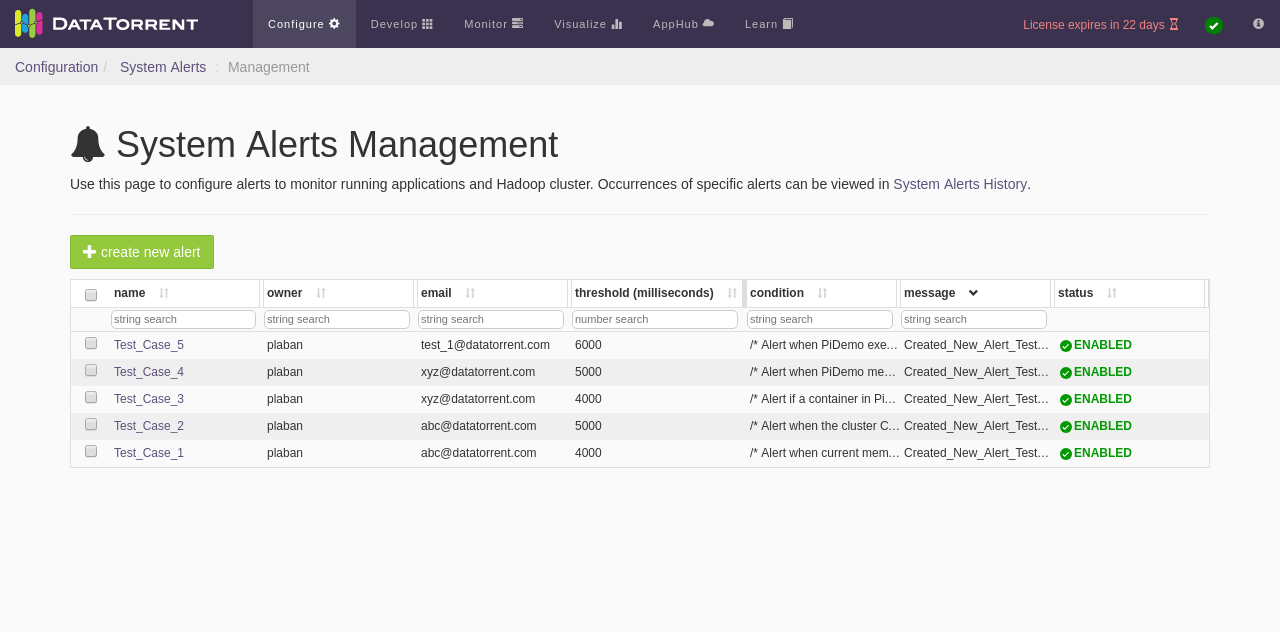 DATATORRENT Configure Develop Monitor Visualize AppHub Learn License expires in 22 days
Configuration / System Alerts : Management
System Alerts Management
Use this page to configure alerts to monitor running applications and Hadoop cluster. Occurrences of specific alerts can be viewed in System Alerts History.
create new alert
name owner email threshold (milliseconds) condition message status
string search string search string search number search string search string search
Test_Case_5 plaban test_1@datatorrent.com 6000 /* Alert when PiDemo exe… Created_New_Alert_Test… ENABLED
Test_Case_4 plaban xyz@datatorrent.com 5000 /* Alert when PiDemo me… Created_New_Alert_Test… ENABLED
Test_Case_3 plaban xyz@datatorrent.com 4000 /* Alert if a container in Pi… Created_New_Alert_Test… ENABLED
Test_Case_2 plaban abc@datatorrent.com 5000 /* Alert when the cluster C… Created_New_Alert_Test… ENABLED
Test_Case_1 plaban abc@datatorrent.com 4000 /* Alert when current mem… Created_New_Alert_Test… ENABLED